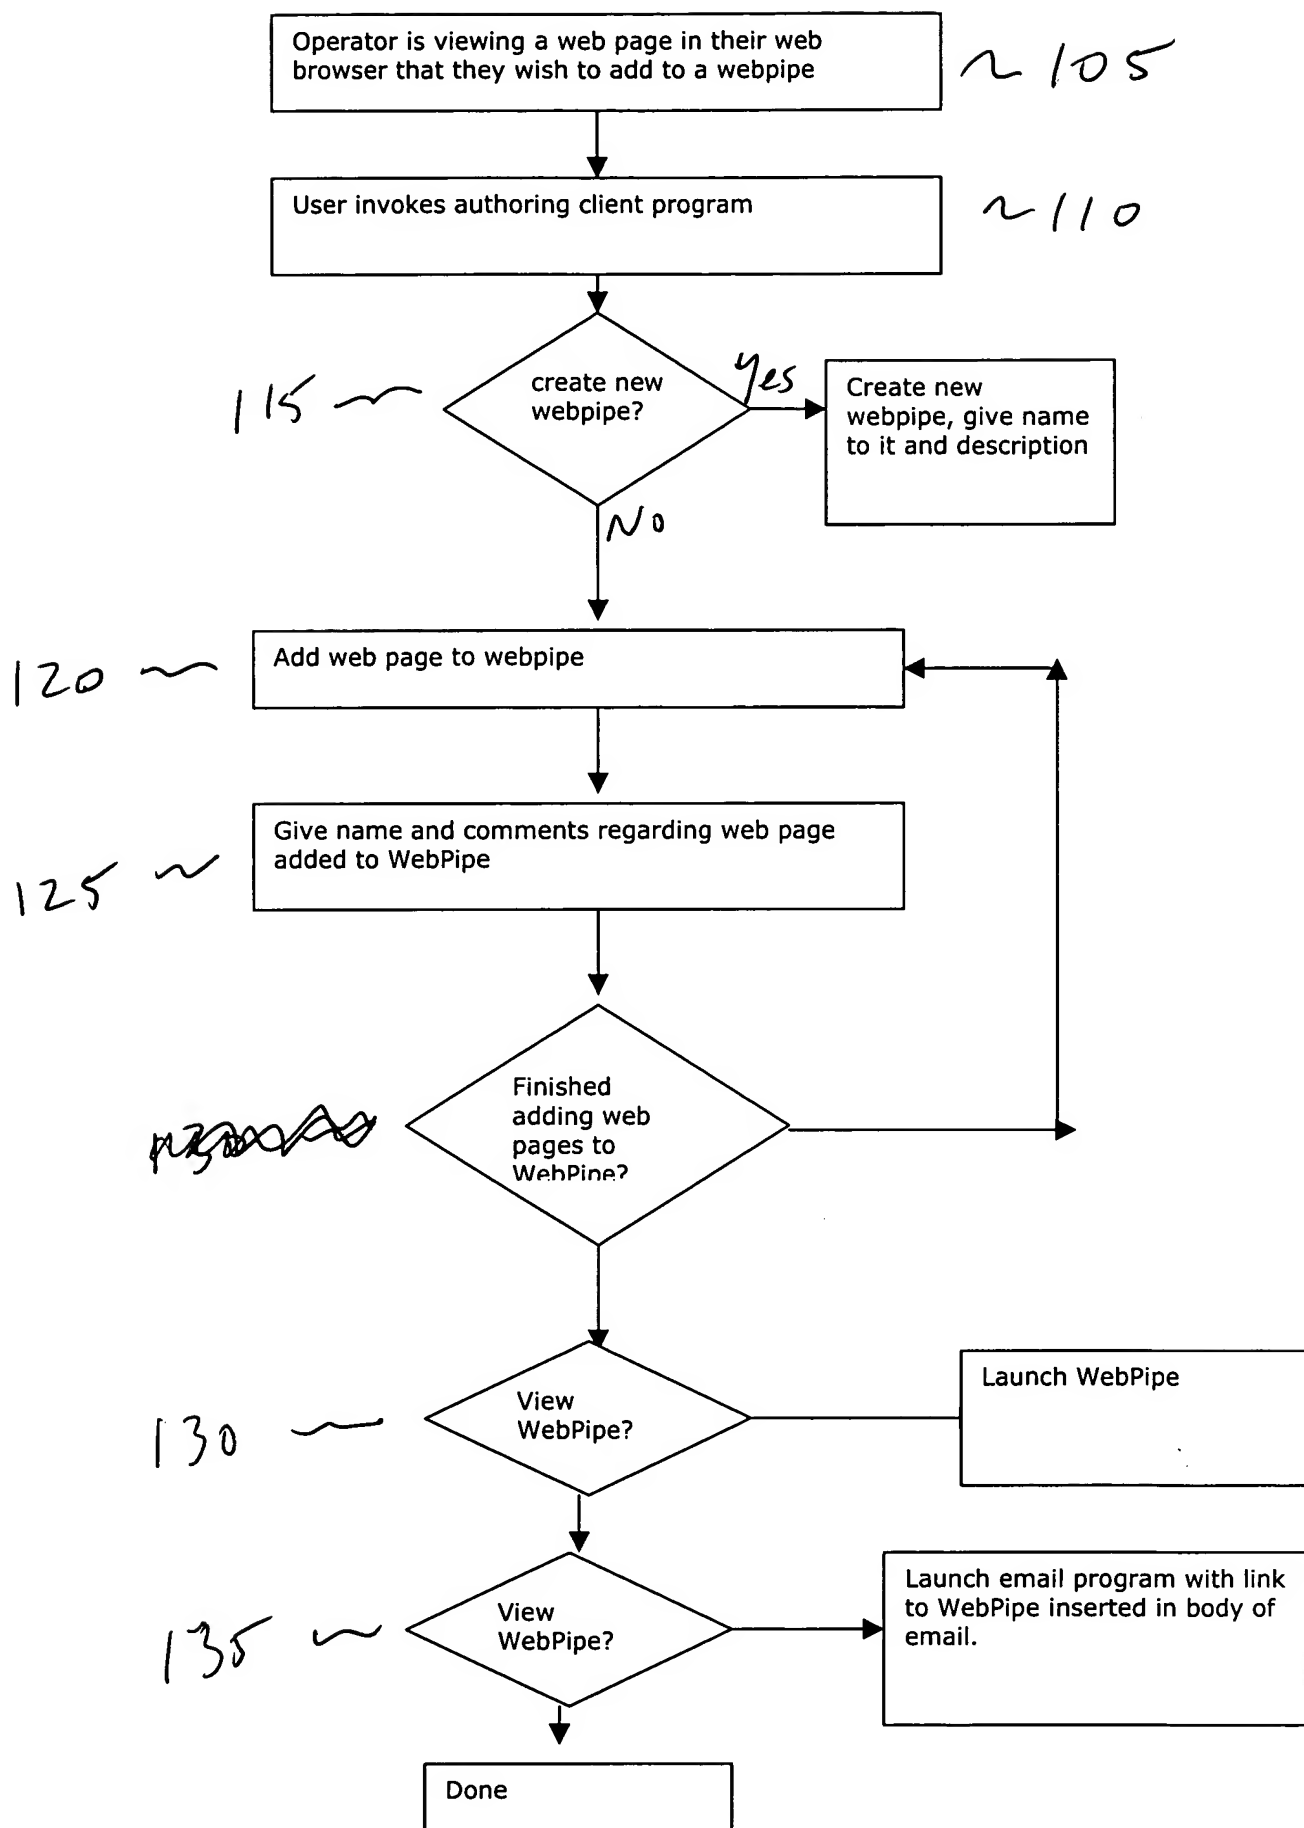 Operator is viewing a web page in their web
browser that they wish to add to a webpipe
~105
User invokes authoring client program
~110
115 ~
create new
webpipe?
Yes
Create new
webpipe, give name
to it and description
No
120 ~
Add web page to webpipe
125 ~
Give name and comments regarding web page
added to WebPipe
Finished
adding web
pages to
WebPipe?
130 ~
View
WebPipe?
Launch WebPipe
135 ~
View
WebPipe?
Launch email program with link
to WebPipe inserted in body of
email.
Done